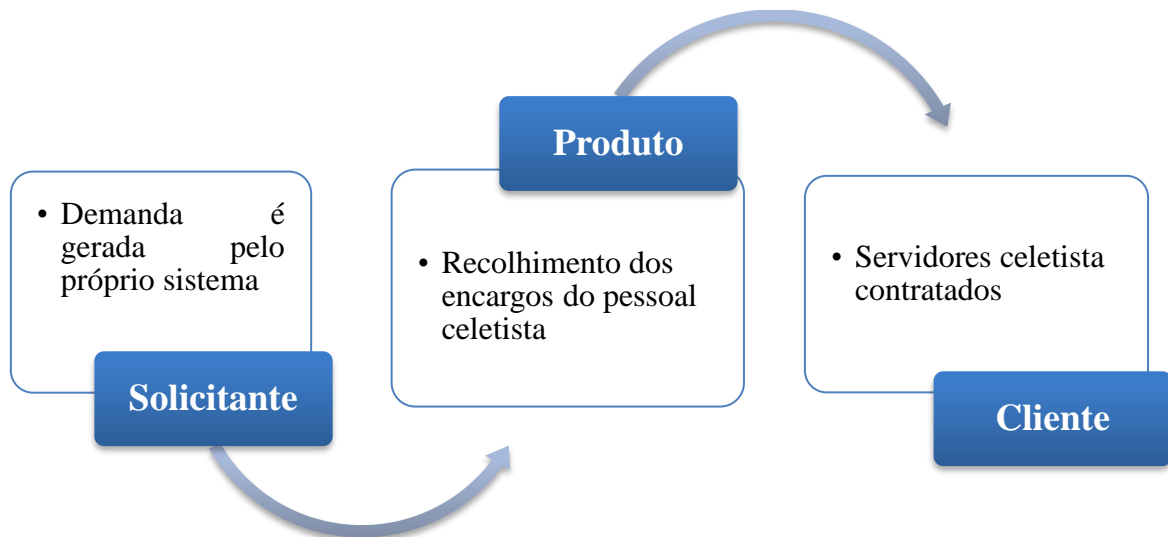 • Demanda é
gerada pelo
próprio sistema
Solicitante
Produto
• Recolhimento dos
encargos do pessoal
celetista
• Servidores celetista
contratados
Cliente